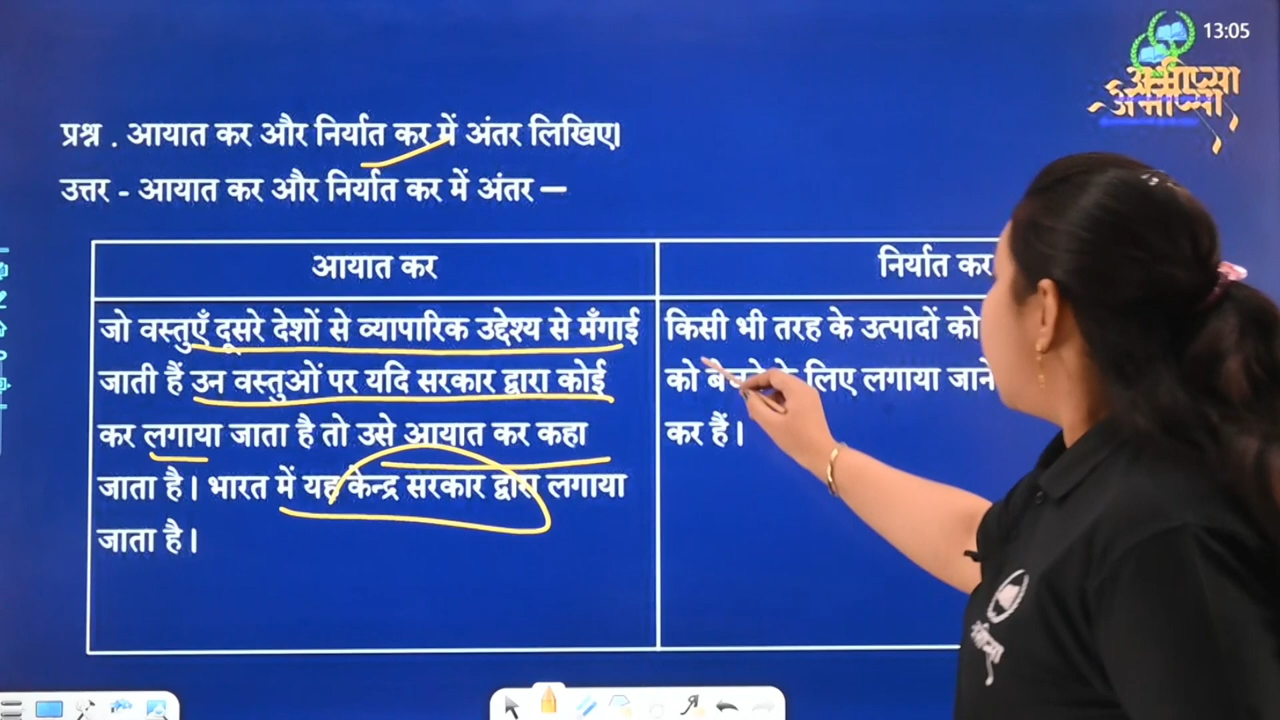 13:05
अभीप्सा
प्रश्न . आयात कर और निर्यात कर में अंतर लिखिए।
उत्तर - आयात कर और निर्यात कर में अंतर —
आयात कर
निर्यात कर
जो वस्तुएँ दूसरे देशों से व्यापारिक उद्देश्य से मँगाई
जाती हैं उन वस्तुओं पर यदि सरकार द्वारा कोई
कर लगाया जाता है तो उसे आयात कर कहा
जाता है। भारत में यह केन्द्र सरकार द्वारा लगाया
जाता है।
किसी भी तरह के उत्पादों को
को बेचने के लिए लगाया जाने
कर हैं।